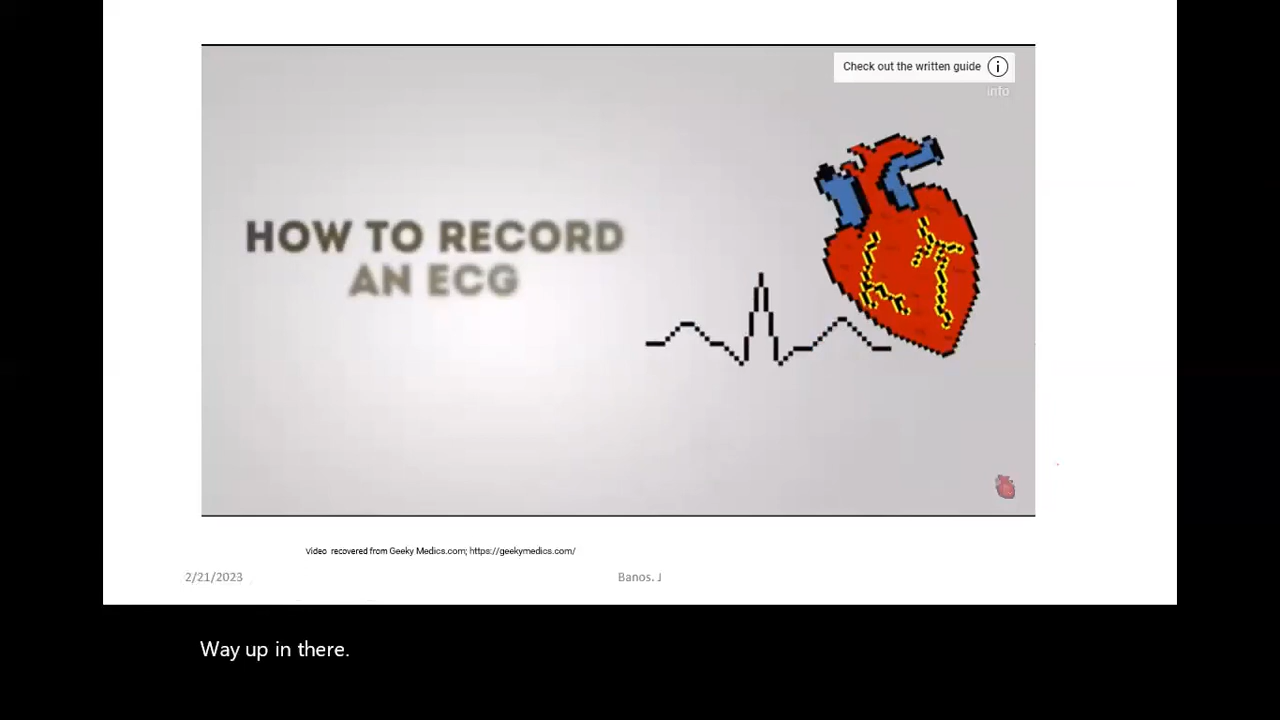 Check out the written guide
info
HOW TO RECORD
AN ECG
Video recovered from Geeky Medics.com; https://geekymedics.com/
2/21/2023
Banos. J
Way up in there.